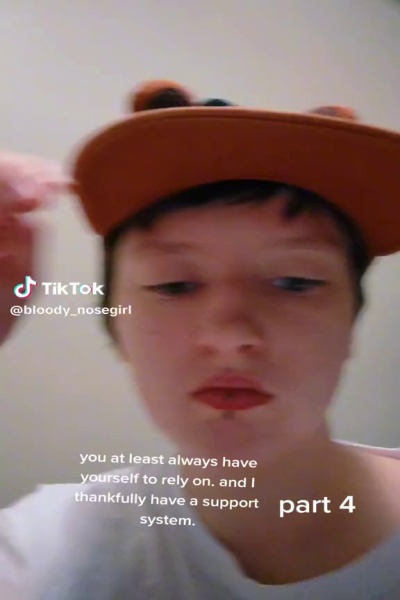 TikTok
@bloody_nosegirl
you at least always have
yourself to rely on. and I
thankfully have a support
system.
part 4